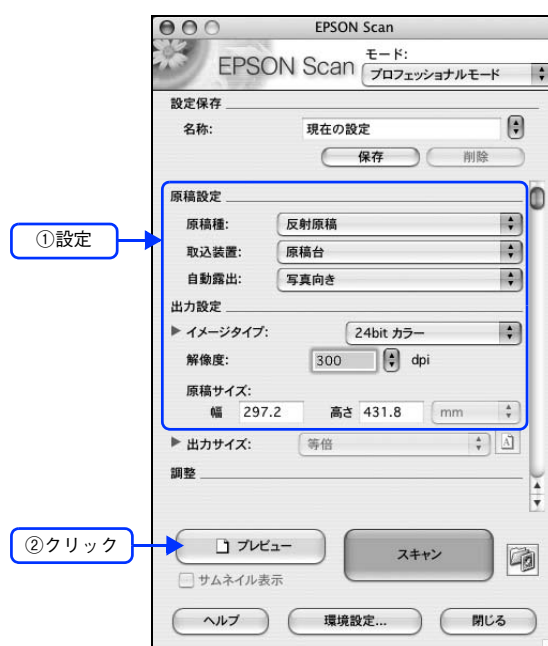 EPSON Scan
EPSON Scan
モード:
プロフェッショナルモード
設定保存
名称: 現在の設定
保存 削除
原稿設定
原稿種: 反射原稿
①設定
取込装置: 原稿台
自動露出: 写真向き
出力設定
イメージタイプ: 24bit カラー
解像度: 300 dpi
原稿サイズ:
幅 297.2 高さ 431.8 mm
出力サイズ: 等倍 A
調整
②クリック
プレビュー スキャン
サムネイル表示
ヘルプ 環境設定... 閉じる